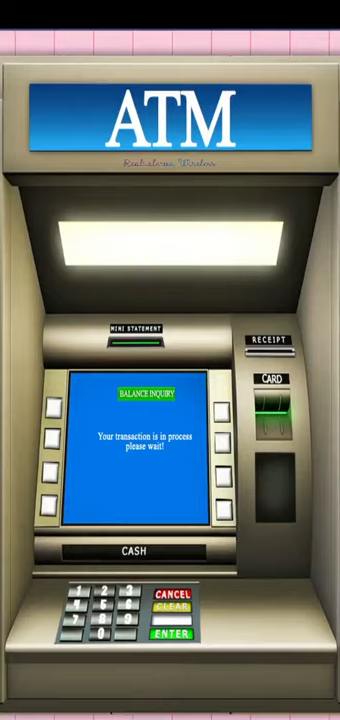 ATM
MINI STATEMENT
RECEIPT
CARD
BALANCE INQUIRY
Your transaction is in process
please wait!
CASH
1 2 3
4 5 6
7 8 9
0
CANCEL
CLEAR
ENTER